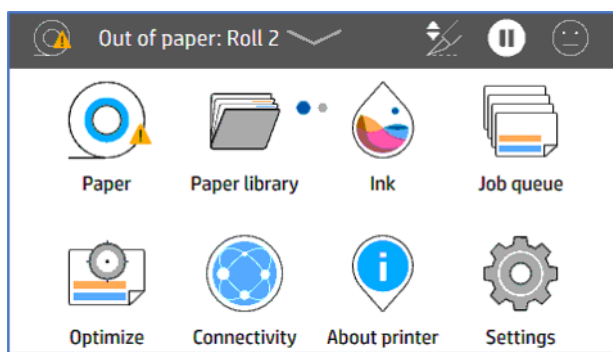 Out of paper: Roll 2
Paper Paper library Ink Job queue
Optimize Connectivity About printer Settings